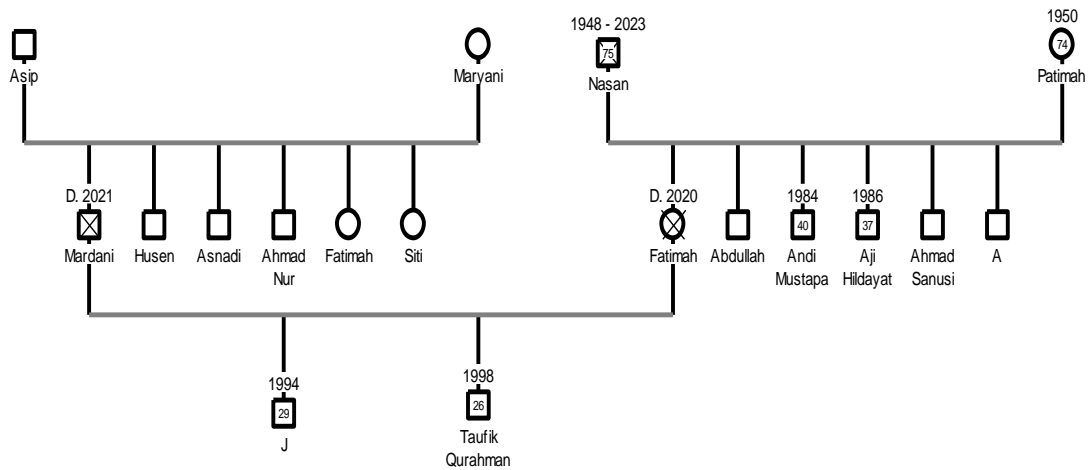 1948 - 2023
1950
75
74
Asip
Maryani
Nasan
Patimah
D. 2021
D. 2020
1984
1986
40
37
Mardani
Husen
Asnadi
Ahmad
Nur
Fatimah
Siti
Fatimah
Abdullah
Andi
Mustapa
Aji
Hildayat
Ahmad
Sanusi
A
1994
1998
29
26
J
Taufik
Qurahman